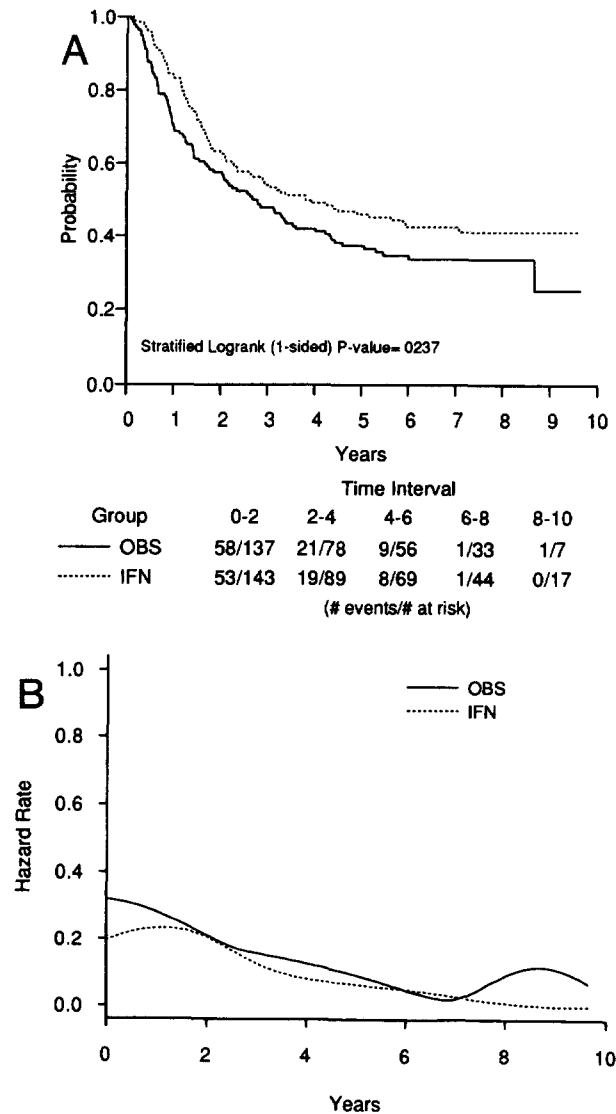 A
1.0
0.8
0.6
0.4
0.2
0.0
Probability
Stratified Logrank (1-sided) P-value= 0237
0 1 2 3 4 5 6 7 8 9 10
Years
Time Interval
Group 0-2 2-4 4-6 6-8 8-10
OBS 58/137 21/78 9/56 1/33 1/7
IFN 53/143 19/89 8/69 1/44 0/17
(# events/# at risk)
B
1.0
0.8
0.6
0.4
0.2
0.0
Hazard Rate
OBS
IFN
0 2 4 6 8 10
Years